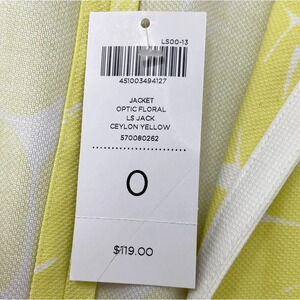 LS00-13
451003494127
JACKET
OPTIC FLORAL
LS JACK
CEYLON YELLOW
570080262
0
$119.00